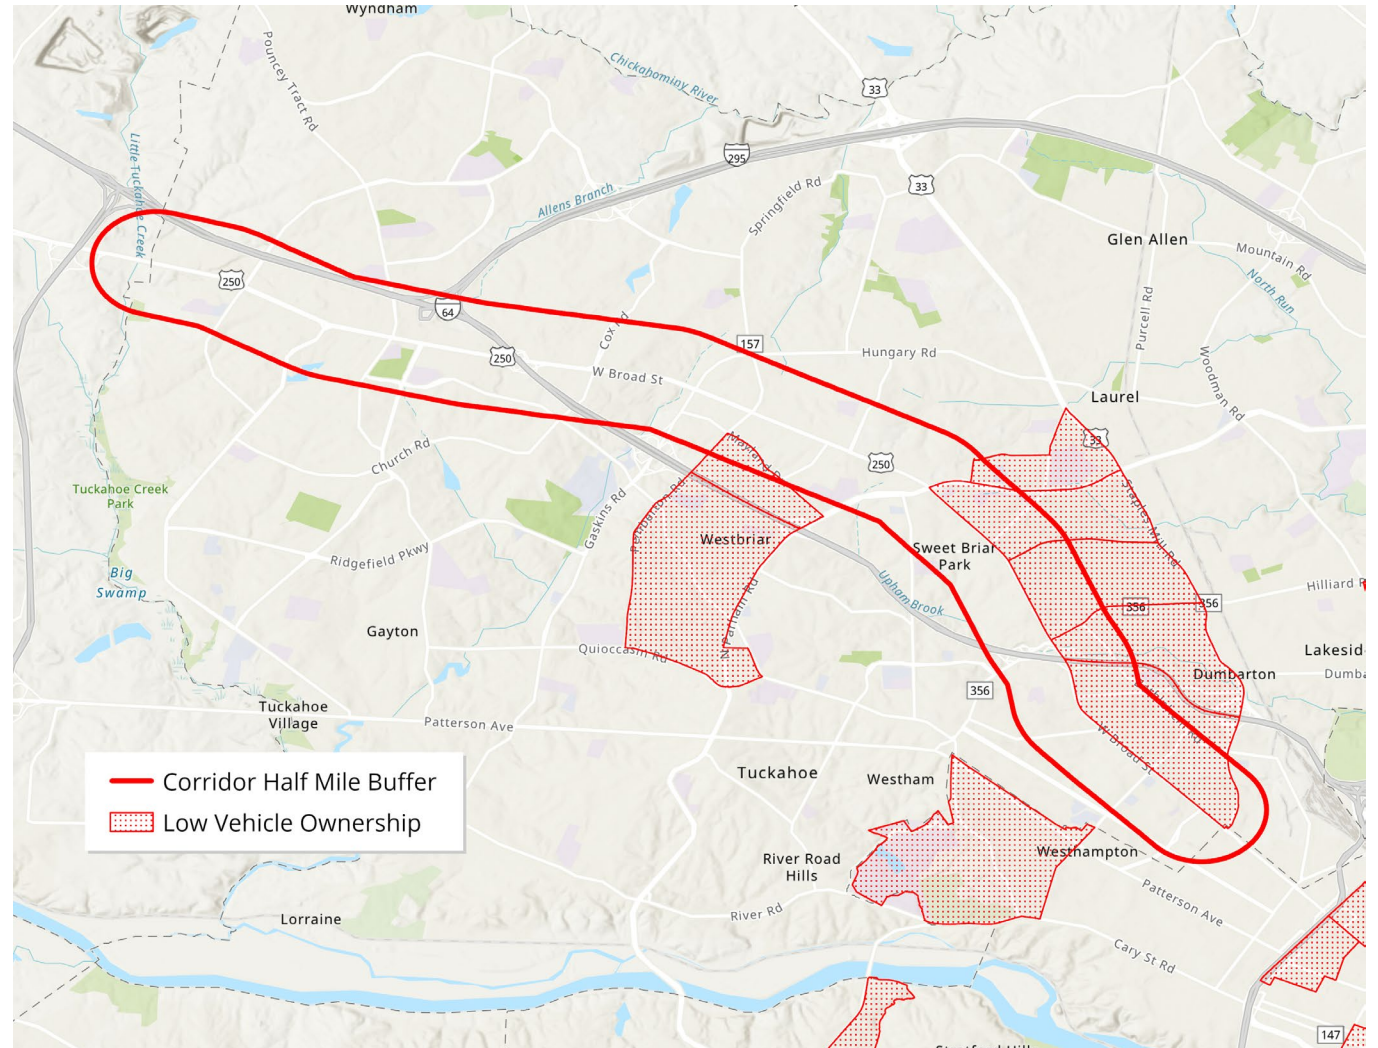 Wyndham
Pouncey Tract Rd
Chickahominy River
33
295
33
Little Tuckahoe Creek
Allens Branch
Springfield Rd
Glen Allen
Mountain Rd
North Run
250
64
Cox Rd
157
Purcell Rd
250
Hungary Rd
W Broad St
Woodman Rd
Laurel
33
Mayland D
Church Rd
250
Tuckahoe Creek
Park
Gaskins Rd
Pemberton Rd
Staples Mill Rd
Ridgefield Pkwy
Westbriar
Sweet Briar
Park
Big
Swamp
Upham Brook
Hilliard R
356
356
N Parham Rd
Gayton
Quioccasin Rd
Lakesid
Dumbarton
Dumba
356
Tuckahoe
Village
Patterson Ave
W Broad St
Tuckahoe
Westham
Corridor Half Mile Buffer
Low Vehicle Ownership
River Road
Hills
Westhampton
Patterson Ave
River Rd
Lorraine
Cary St Rd
147